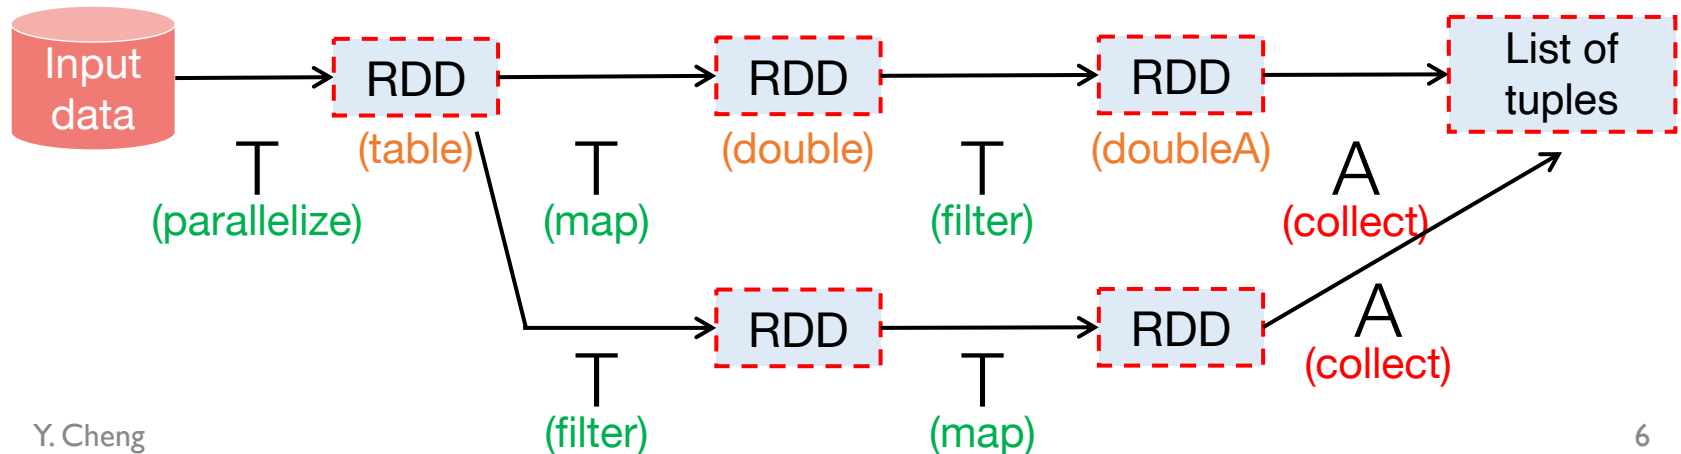 Input
data
RDD
(table)
RDD
(double)
RDD
(doubleA)
List of
tuples
T
(parallelize)
T
(map)
T
(filter)
A
(collect)
RDD
RDD
A
(collect)
T
(filter)
T
(map)
Y. Cheng
6